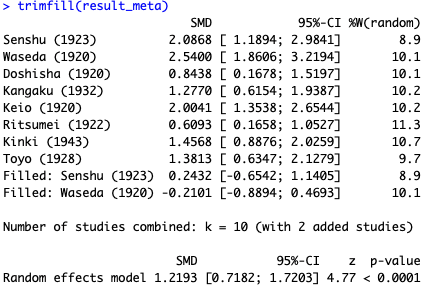 > trimfill(result_meta)
SMD 95%-CI %W(random)
Senshu (1923) 2.0868 [ 1.1894; 2.9841] 8.9
Waseda (1920) 2.5400 [ 1.8606; 3.2194] 10.1
Doshisha (1920) 0.8438 [ 0.1678; 1.5197] 10.1
Kangaku (1932) 1.2770 [ 0.6154; 1.9387] 10.2
Keio (1920) 2.0041 [ 1.3538; 2.6544] 10.2
Ritsumei (1922) 0.6093 [ 0.1658; 1.0527] 11.3
Kinki (1943) 1.4568 [ 0.8876; 2.0259] 10.7
Toyo (1928) 1.3813 [ 0.6347; 2.1279] 9.7
Filled: Senshu (1923) 0.2432 [-0.6542; 1.1405] 8.9
Filled: Waseda (1920) -0.2101 [-0.8894; 0.4693] 10.1
Number of studies combined: k = 10 (with 2 added studies)
SMD 95%-CI z p-value
Random effects model 1.2193 [0.7182; 1.7203] 4.77 < 0.0001